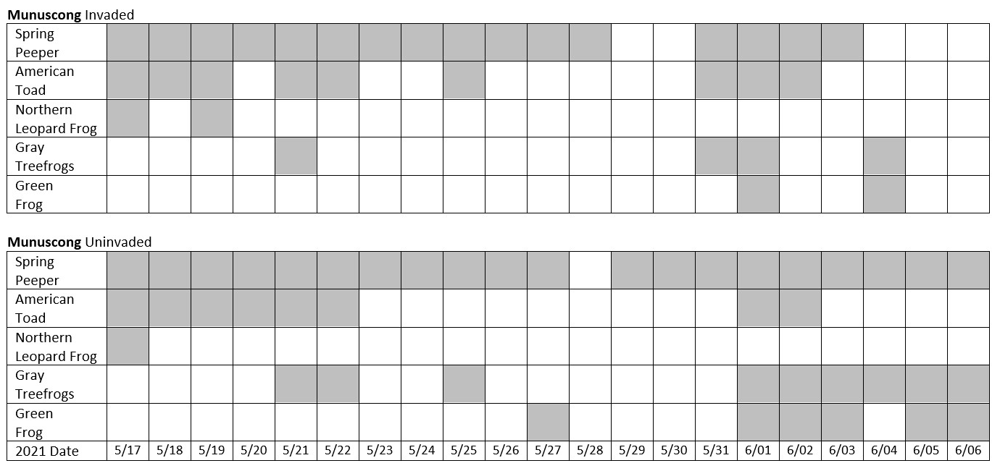 Munuscong Invaded
Spring
Peeper
American
Toad
Northern
Leopard Frog
Gray
Treefrogs
Green
Frog
Munuscong Uninvaded
Spring
Peeper
American
Toad
Northern
Leopard Frog
Gray
Treefrogs
Green
Frog
2021 Date 5/17 5/18 5/19 5/20 5/21 5/22 5/23 5/24 5/25 5/26 5/27 5/28 5/29 5/30 5/31 6/01 6/02 6/03 6/04 6/05 6/06